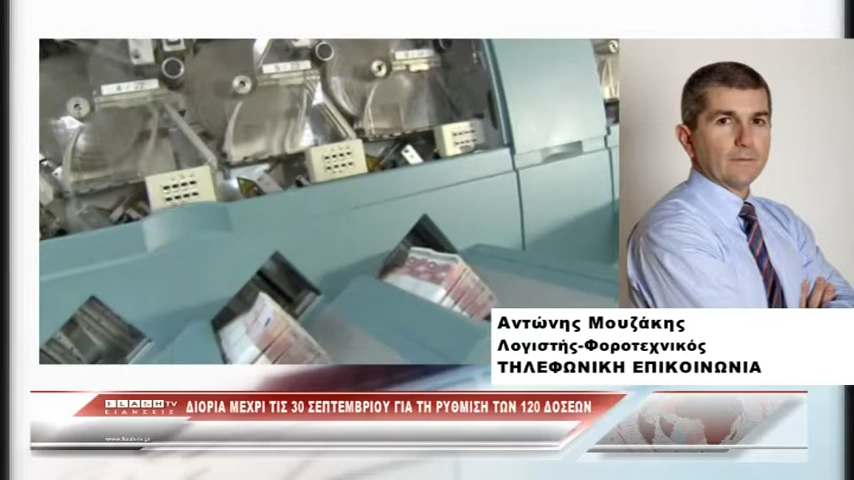 Αντώνης Μουζάκης
Λογιστής-Φοροτεχνικός
ΤΗΛΕΦΩΝΙΚΗ ΕΠΙΚΟΙΝΩΝΙΑ
FLASH TV
ΕΙΔΗΣΕΙΣ
ΔΙΟΡΙΑ ΜΕΧΡΙ ΤΙΣ 30 ΣΕΠΤΕΜΒΡΙΟΥ ΓΙΑ ΤΗ ΡΥΘΜΙΣΗ ΤΩΝ 120 ΔΟΣΕΩΝ